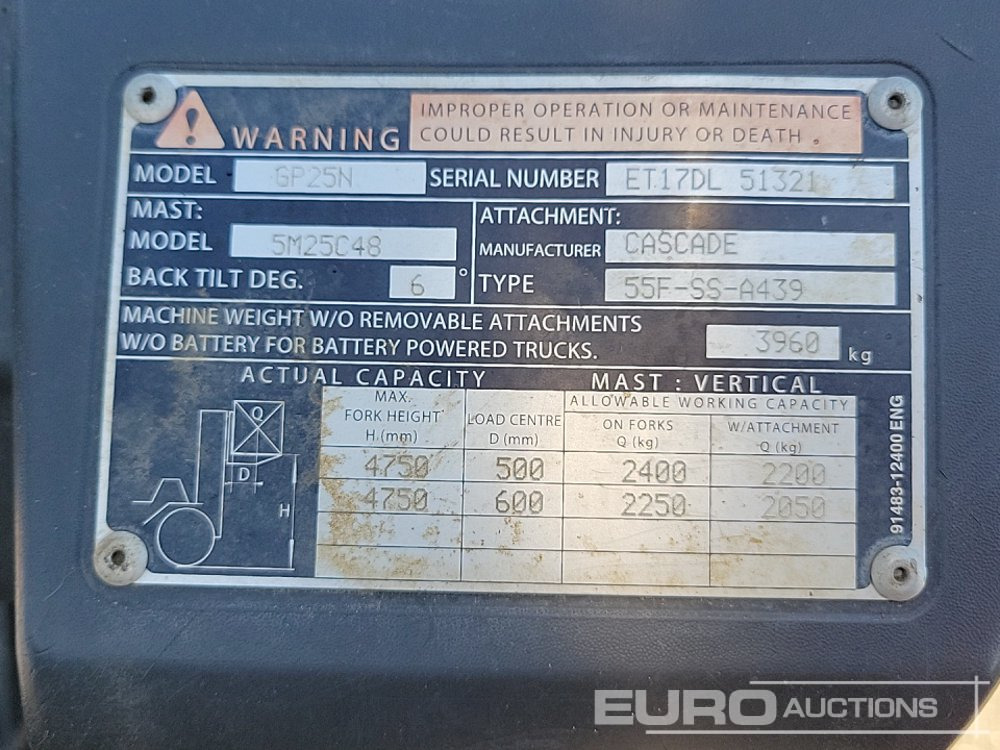 WARNING
IMPROPER OPERATION OR MAINTENANCE
COULD RESULT IN INJURY OR DEATH.
MODEL GP25N SERIAL NUMBER ET17DL 51321
MAST:
MODEL 5M25C48
BACK TILT DEG. 6 °
ATTACHMENT:
MANUFACTURER CASCADE
TYPE 55F-SS-A439
MACHINE WEIGHT W/O REMOVABLE ATTACHMENTS
W/O BATTERY FOR BATTERY POWERED TRUCKS. 3960 kg
ACTUAL CAPACITY MAST : VERTICAL
MAX.
FORK HEIGHT
H (mm)
LOAD CENTRE
D (mm)
ALLOWABLE WORKING CAPACITY
ON FORKS
Q (kg)
W/ATTACHMENT
Q (kg)
4750 500 2400 2200
4750 600 2250 2050
Q
D
H
91483-12400 ENG
EURO AUCTIONS